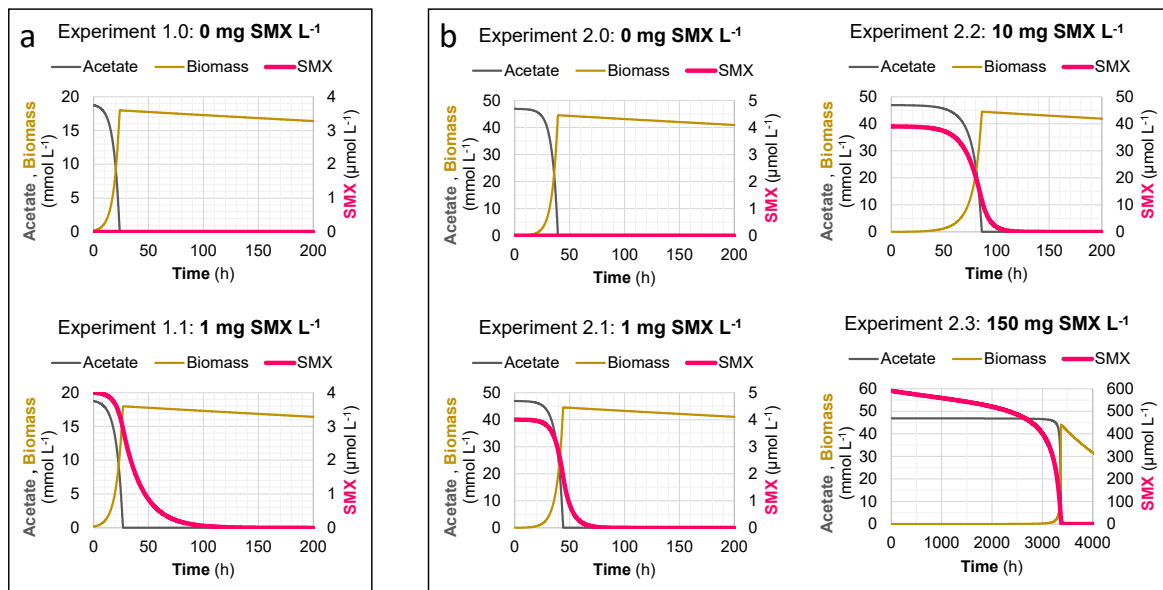 a
Experiment 1.0: 0 mg SMX L-1
Acetate Biomass SMX
Acetate , Biomass
(mmol L-1)
20
15
10
5
0
4
3
2
1
0
SMX (µmol L-1)
0 50 100 150 200
Time (h)
Experiment 1.1: 1 mg SMX L-1
Acetate Biomass SMX
Acetate , Biomass
(mmol L-1)
20
15
10
5
0
4
3
2
1
0
SMX (µmol L-1)
0 50 100 150 200
Time (h)
b
Experiment 2.0: 0 mg SMX L-1
Acetate Biomass SMX
Acetate , Biomass
(mmol L-1)
50
40
30
20
10
0
5
4
3
2
1
0
SMX (µmol L-1)
0 50 100 150 200
Time (h)
Experiment 2.2: 10 mg SMX L-1
Acetate Biomass SMX
Acetate , Biomass
(mmol L-1)
50
40
30
20
10
0
50
40
30
20
10
0
SMX (µmol L-1)
0 50 100 150 200
Time (h)
Experiment 2.1: 1 mg SMX L-1
Acetate Biomass SMX
Acetate , Biomass
(mmol L-1)
50
40
30
20
10
0
5
4
3
2
1
0
SMX (µmol L-1)
0 50 100 150 200
Time (h)
Experiment 2.3: 150 mg SMX L-1
Acetate Biomass SMX
Acetate , Biomass
(mmol L-1)
60
50
40
30
20
10
0
600
500
400
300
200
100
0
SMX (µmol L-1)
0 1000 2000 3000 4000
Time (h)